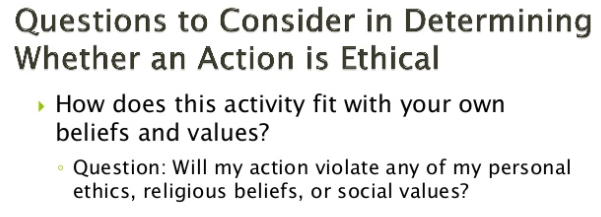 Questions to Consider in Determining
Whether an Action is Ethical
How does this activity fit with your own
beliefs and values?
Question: Will my action violate any of my personal
ethics, religious beliefs, or social values?